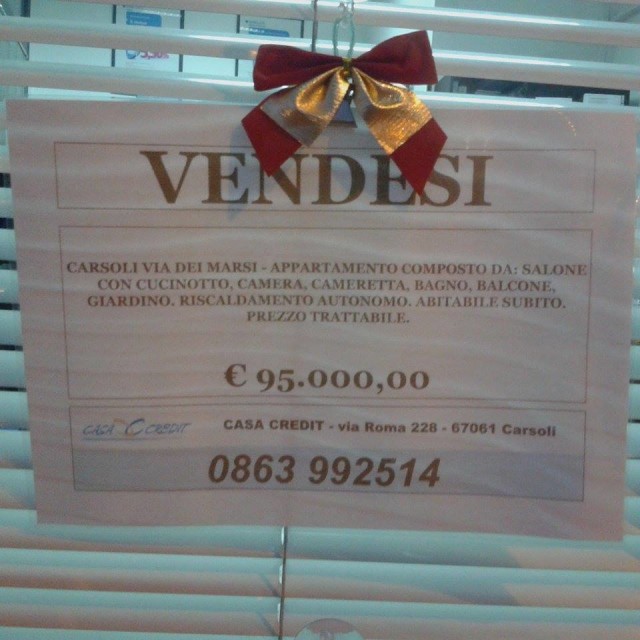 VENDESI
CARSOLI VIA DEI MARSI - APPARTAMENTO COMPOSTO DA: SALONE
CON CUCINOTTO, CAMERA, CAMERETTA, BAGNO, BALCONE,
GIARDINO. RISCALDAMENTO AUTONOMO. ABITABILE SUBITO.
PREZZO TRATTABILE.
€ 95.000,00
CASA CREDIT CASA CREDIT - via Roma 228 - 67061 Carsoli
0863 992514